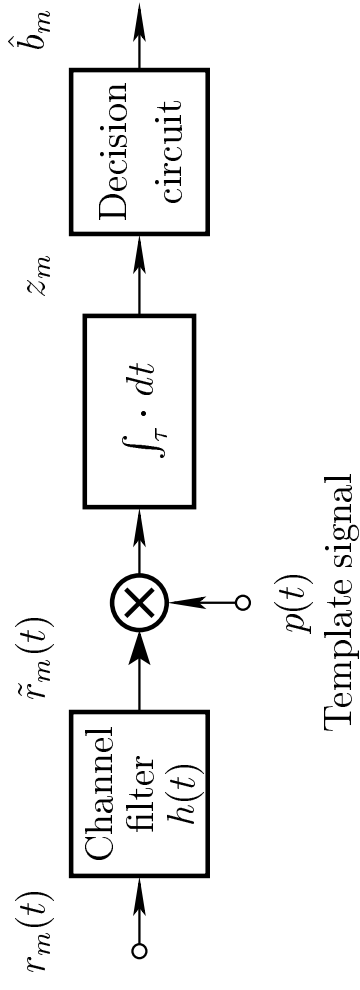 r_m(t)
Channel
filter
h(t)
r̃_m(t)
p(t)
Template signal
∫_τ · dt
z_m
Decision
circuit
b̂_m